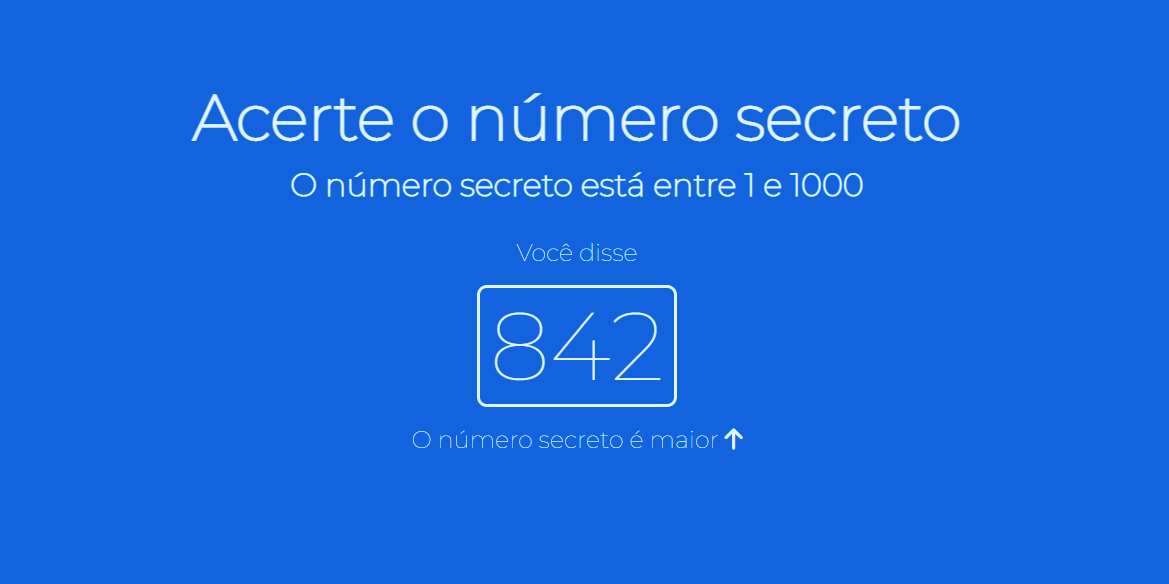 Acerte o número secreto
O número secreto está entre 1 e 1000
Você disse
842
O número secreto é maior